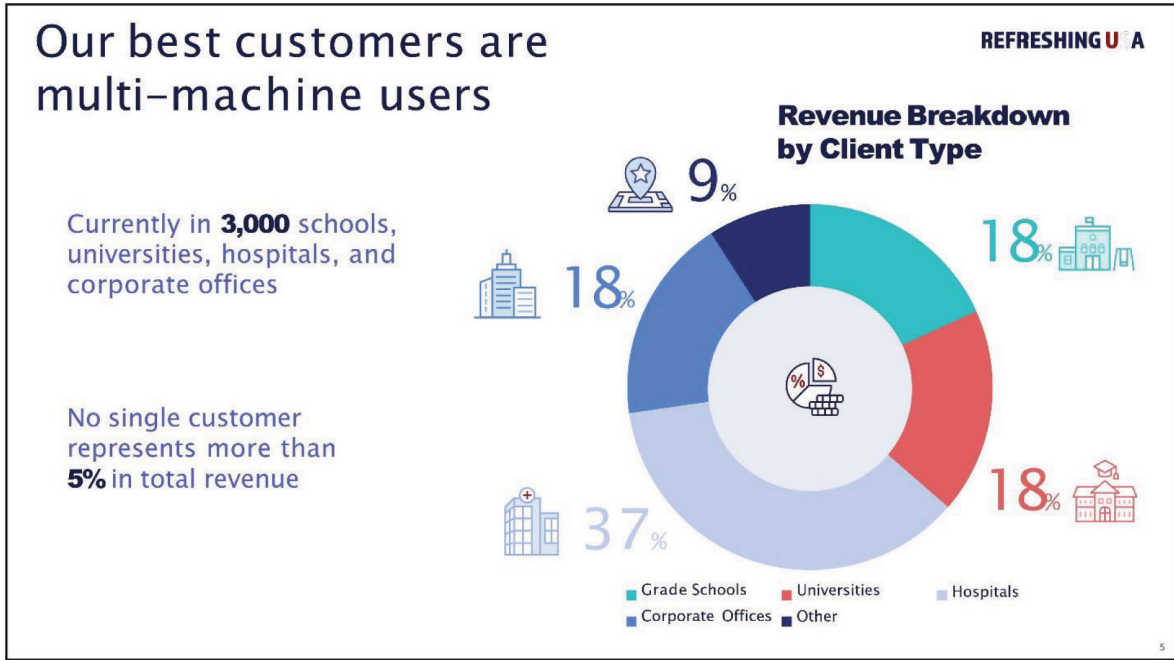 Our best customers are
multi-machine users
REFRESHING U A
Revenue Breakdown
by Client Type
Currently in 3,000 schools,
universities, hospitals, and
corporate offices
No single customer
represents more than
5% in total revenue
9%
18%
18%
% $
37%
18%
Grade Schools
Universities
Hospitals
Corporate Offices
Other
5